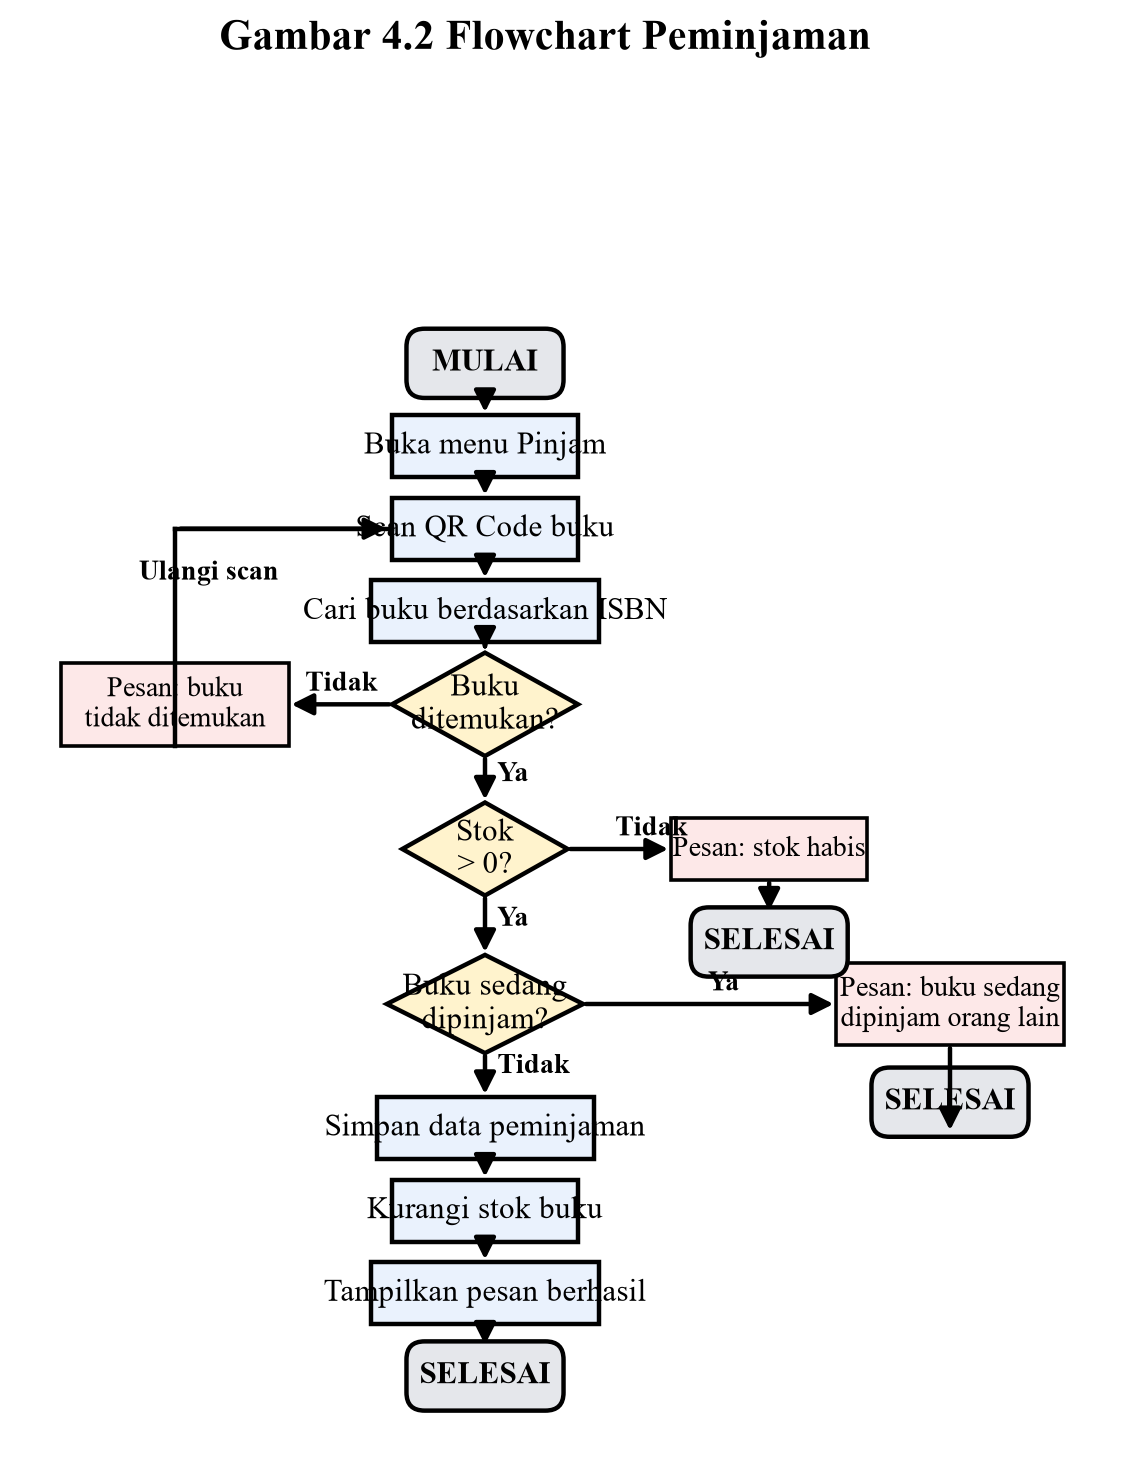 Gambar 4.2 Flowchart Peminjaman
MULAI
Buka menu Pinjam
Scan QR Code buku
Ulangi scan
Cari buku berdasarkan ISBN
Buku
ditemukan?
Tidak
Pesan: buku
tidak ditemukan
Ya
Stok
> 0?
Tidak
Pesan: stok habis
SELESAI
Ya
Buku sedang
dipinjam?
Ya
Pesan: buku sedang
dipinjam orang lain
SELESAI
Tidak
Simpan data peminjaman
Kurangi stok buku
Tampilkan pesan berhasil
SELESAI